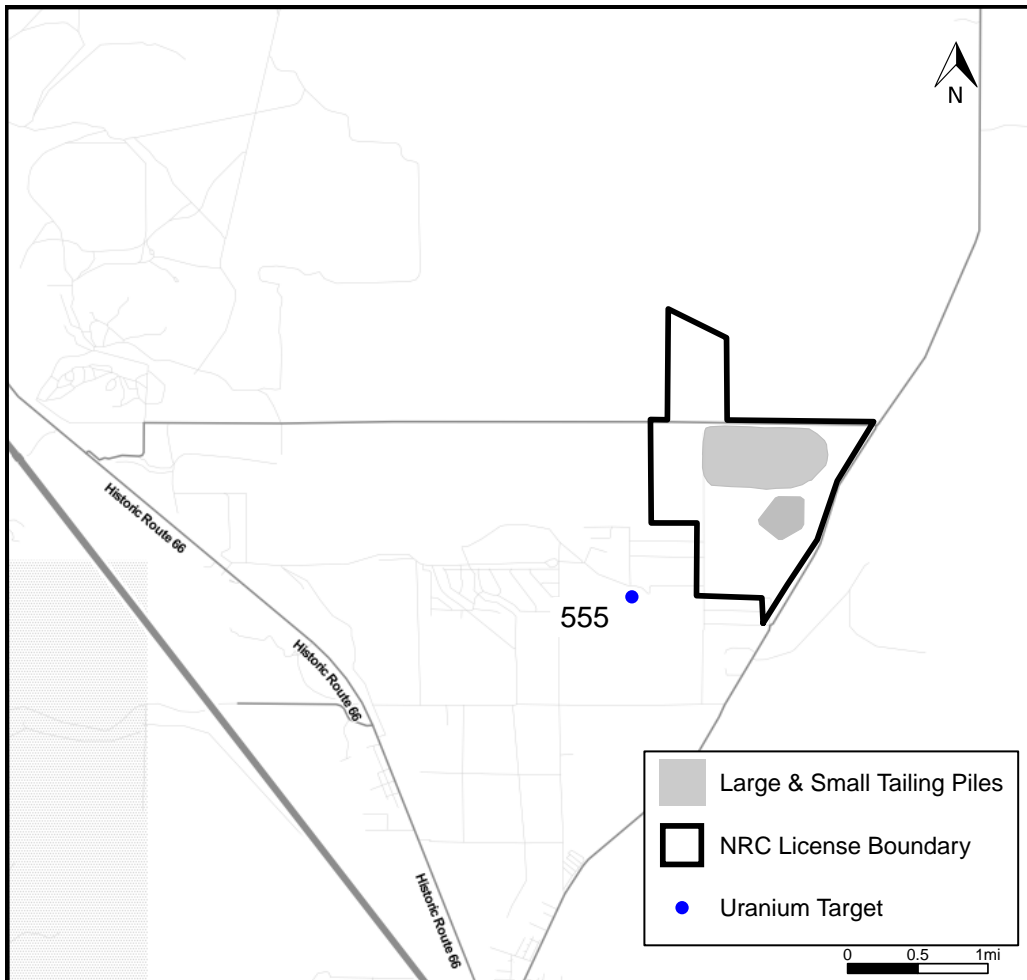 N
Historic Route 66
555
Historic Route 66
Large & Small Tailing Piles
NRC License Boundary
Historic Route 66
Uranium Target
0 0.5 1mi